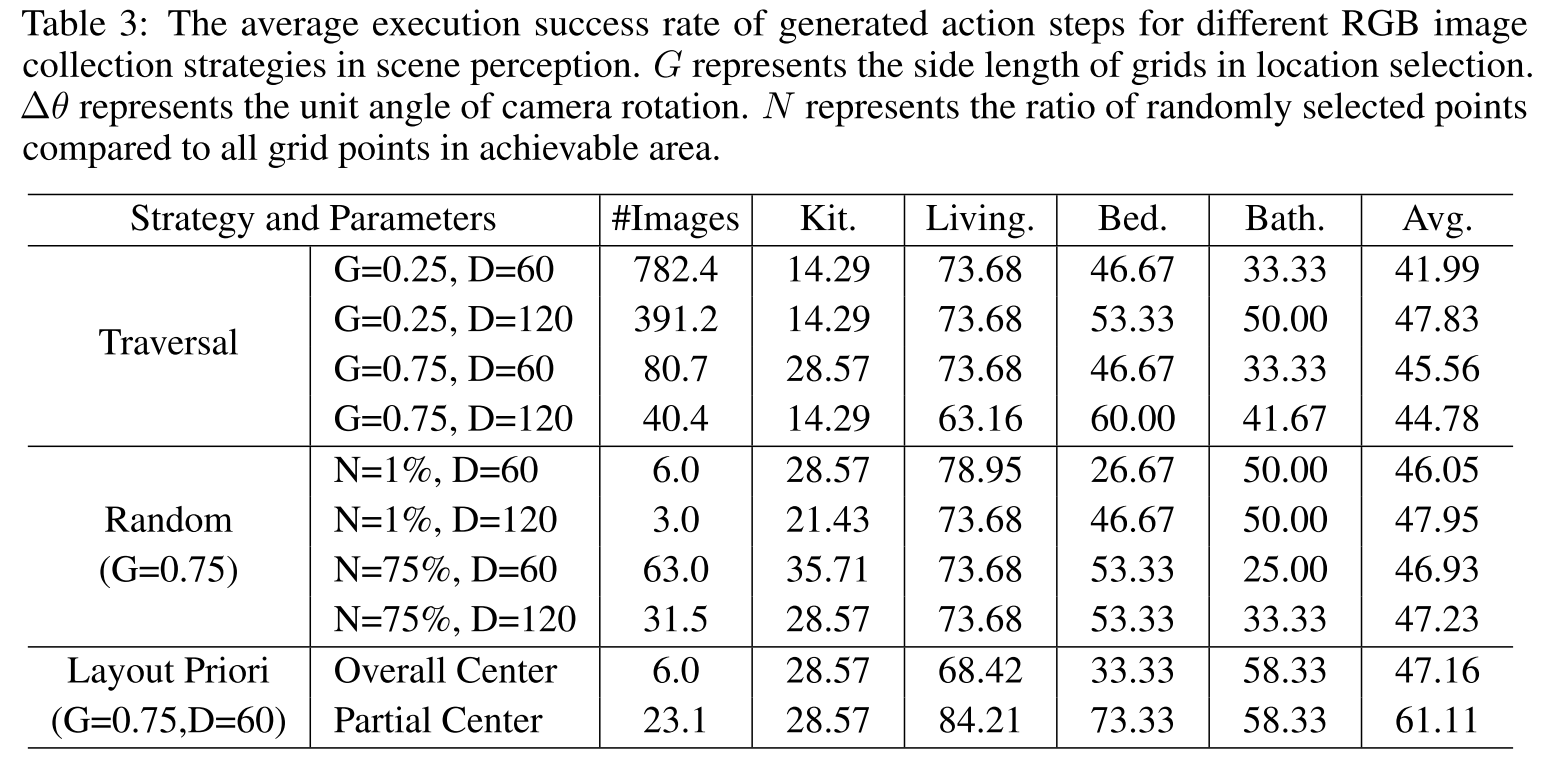 Table 3: The average execution success rate of generated action steps for different RGB image
collection strategies in scene perception. G represents the side length of grids in location selection.
Δθ represents the unit angle of camera rotation. N represents the ratio of randomly selected points
compared to all grid points in achievable area.
Strategy and Parameters #Images Kit. Living. Bed. Bath. Avg.
Traversal
G=0.25, D=60 782.4 14.29 73.68 46.67 33.33 41.99
G=0.25, D=120 391.2 14.29 73.68 53.33 50.00 47.83
G=0.75, D=60 80.7 28.57 73.68 46.67 33.33 45.56
G=0.75, D=120 40.4 14.29 63.16 60.00 41.67 44.78
Random
(G=0.75)
N=1%, D=60 6.0 28.57 78.95 26.67 50.00 46.05
N=1%, D=120 3.0 21.43 73.68 46.67 50.00 47.95
N=75%, D=60 63.0 35.71 73.68 53.33 25.00 46.93
N=75%, D=120 31.5 28.57 73.68 53.33 33.33 47.23
Layout Priori
(G=0.75,D=60)
Overall Center 6.0 28.57 68.42 33.33 58.33 47.16
Partial Center 23.1 28.57 84.21 73.33 58.33 61.11